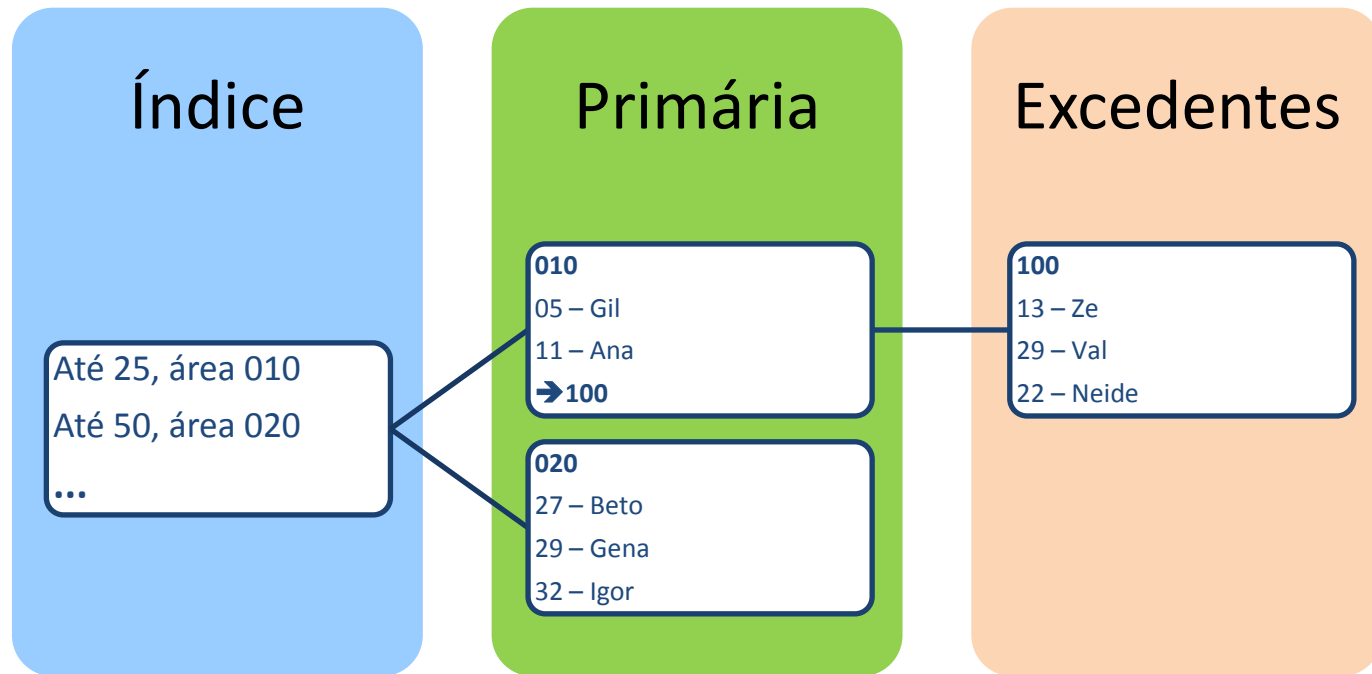 Índice
Até 25, área 010
Até 50, área 020
...
Primária
010
05 – Gil
11 – Ana
➔100
020
27 – Beto
29 – Gena
32 – Igor
Excedentes
100
13 – Ze
29 – Val
22 – Neide